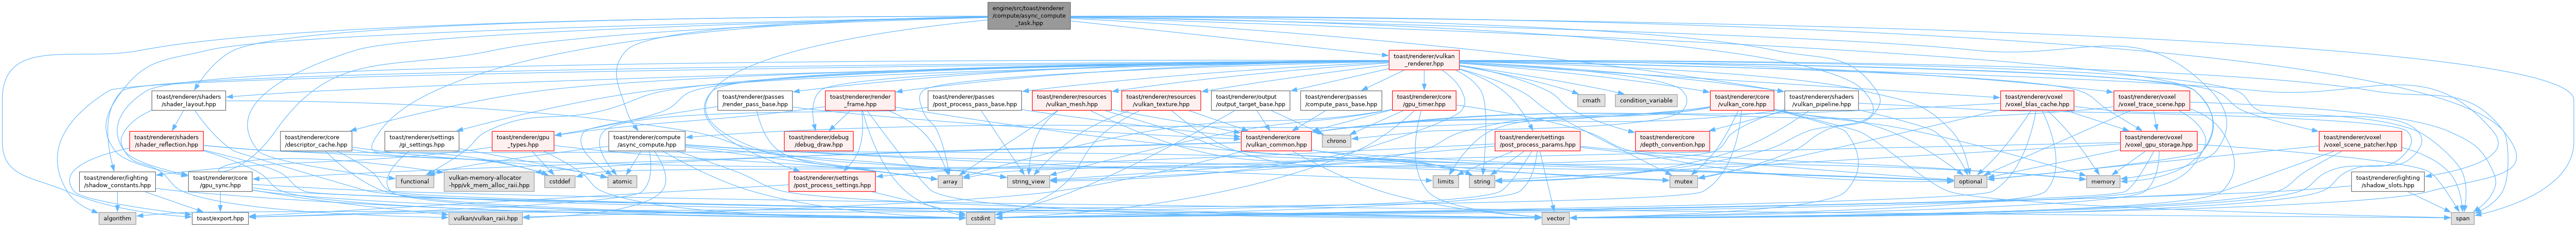 engine/src/toast/renderer
/compute/async_compute
_task.hpp
toast/renderer/vulkan
_renderer.hpp
toast/renderer/shaders
/shader_layout.hpp
toast/renderer/passes
/render_pass_base.hpp
toast/renderer/render
_frame.hpp
toast/renderer/passes
/post_process_pass_base.hpp
toast/renderer/resources
/vulkan_mesh.hpp
toast/renderer/resources
/vulkan_texture.hpp
toast/renderer/output
/output_target_base.hpp
toast/renderer/passes
/compute_pass_base.hpp
toast/renderer/core
/gpu_timer.hpp
cmath
condition_variable
toast/renderer/core
/vulkan_core.hpp
toast/renderer/shaders
/vulkan_pipeline.hpp
toast/renderer/voxel
/voxel_blas_cache.hpp
toast/renderer/voxel
/voxel_trace_scene.hpp
toast/renderer/shaders
/shader_reflection.hpp
toast/renderer/core
/descriptor_cache.hpp
toast/renderer/settings
/gi_settings.hpp
toast/renderer/gpu
_types.hpp
toast/renderer/compute
/async_compute.hpp
toast/renderer/debug
/debug_draw.hpp
toast/renderer/core
/vulkan_common.hpp
chrono
toast/renderer/settings
/post_process_params.hpp
toast/renderer/core
/depth_convention.hpp
toast/renderer/voxel
/voxel_gpu_storage.hpp
toast/renderer/voxel
/voxel_scene_patcher.hpp
toast/renderer/lighting
/shadow_constants.hpp
toast/renderer/core
/gpu_sync.hpp
functional
vulkan-memory-allocator
-hpp/vk_mem_alloc_raii.hpp
cstddef
atomic
toast/renderer/settings
/post_process_settings.hpp
array
string_view
limits
string
mutex
optional
memory
toast/renderer/lighting
/shadow_slots.hpp
algorithm
toast/export.hpp
vulkan/vulkan_raii.hpp
cstdint
vector
span